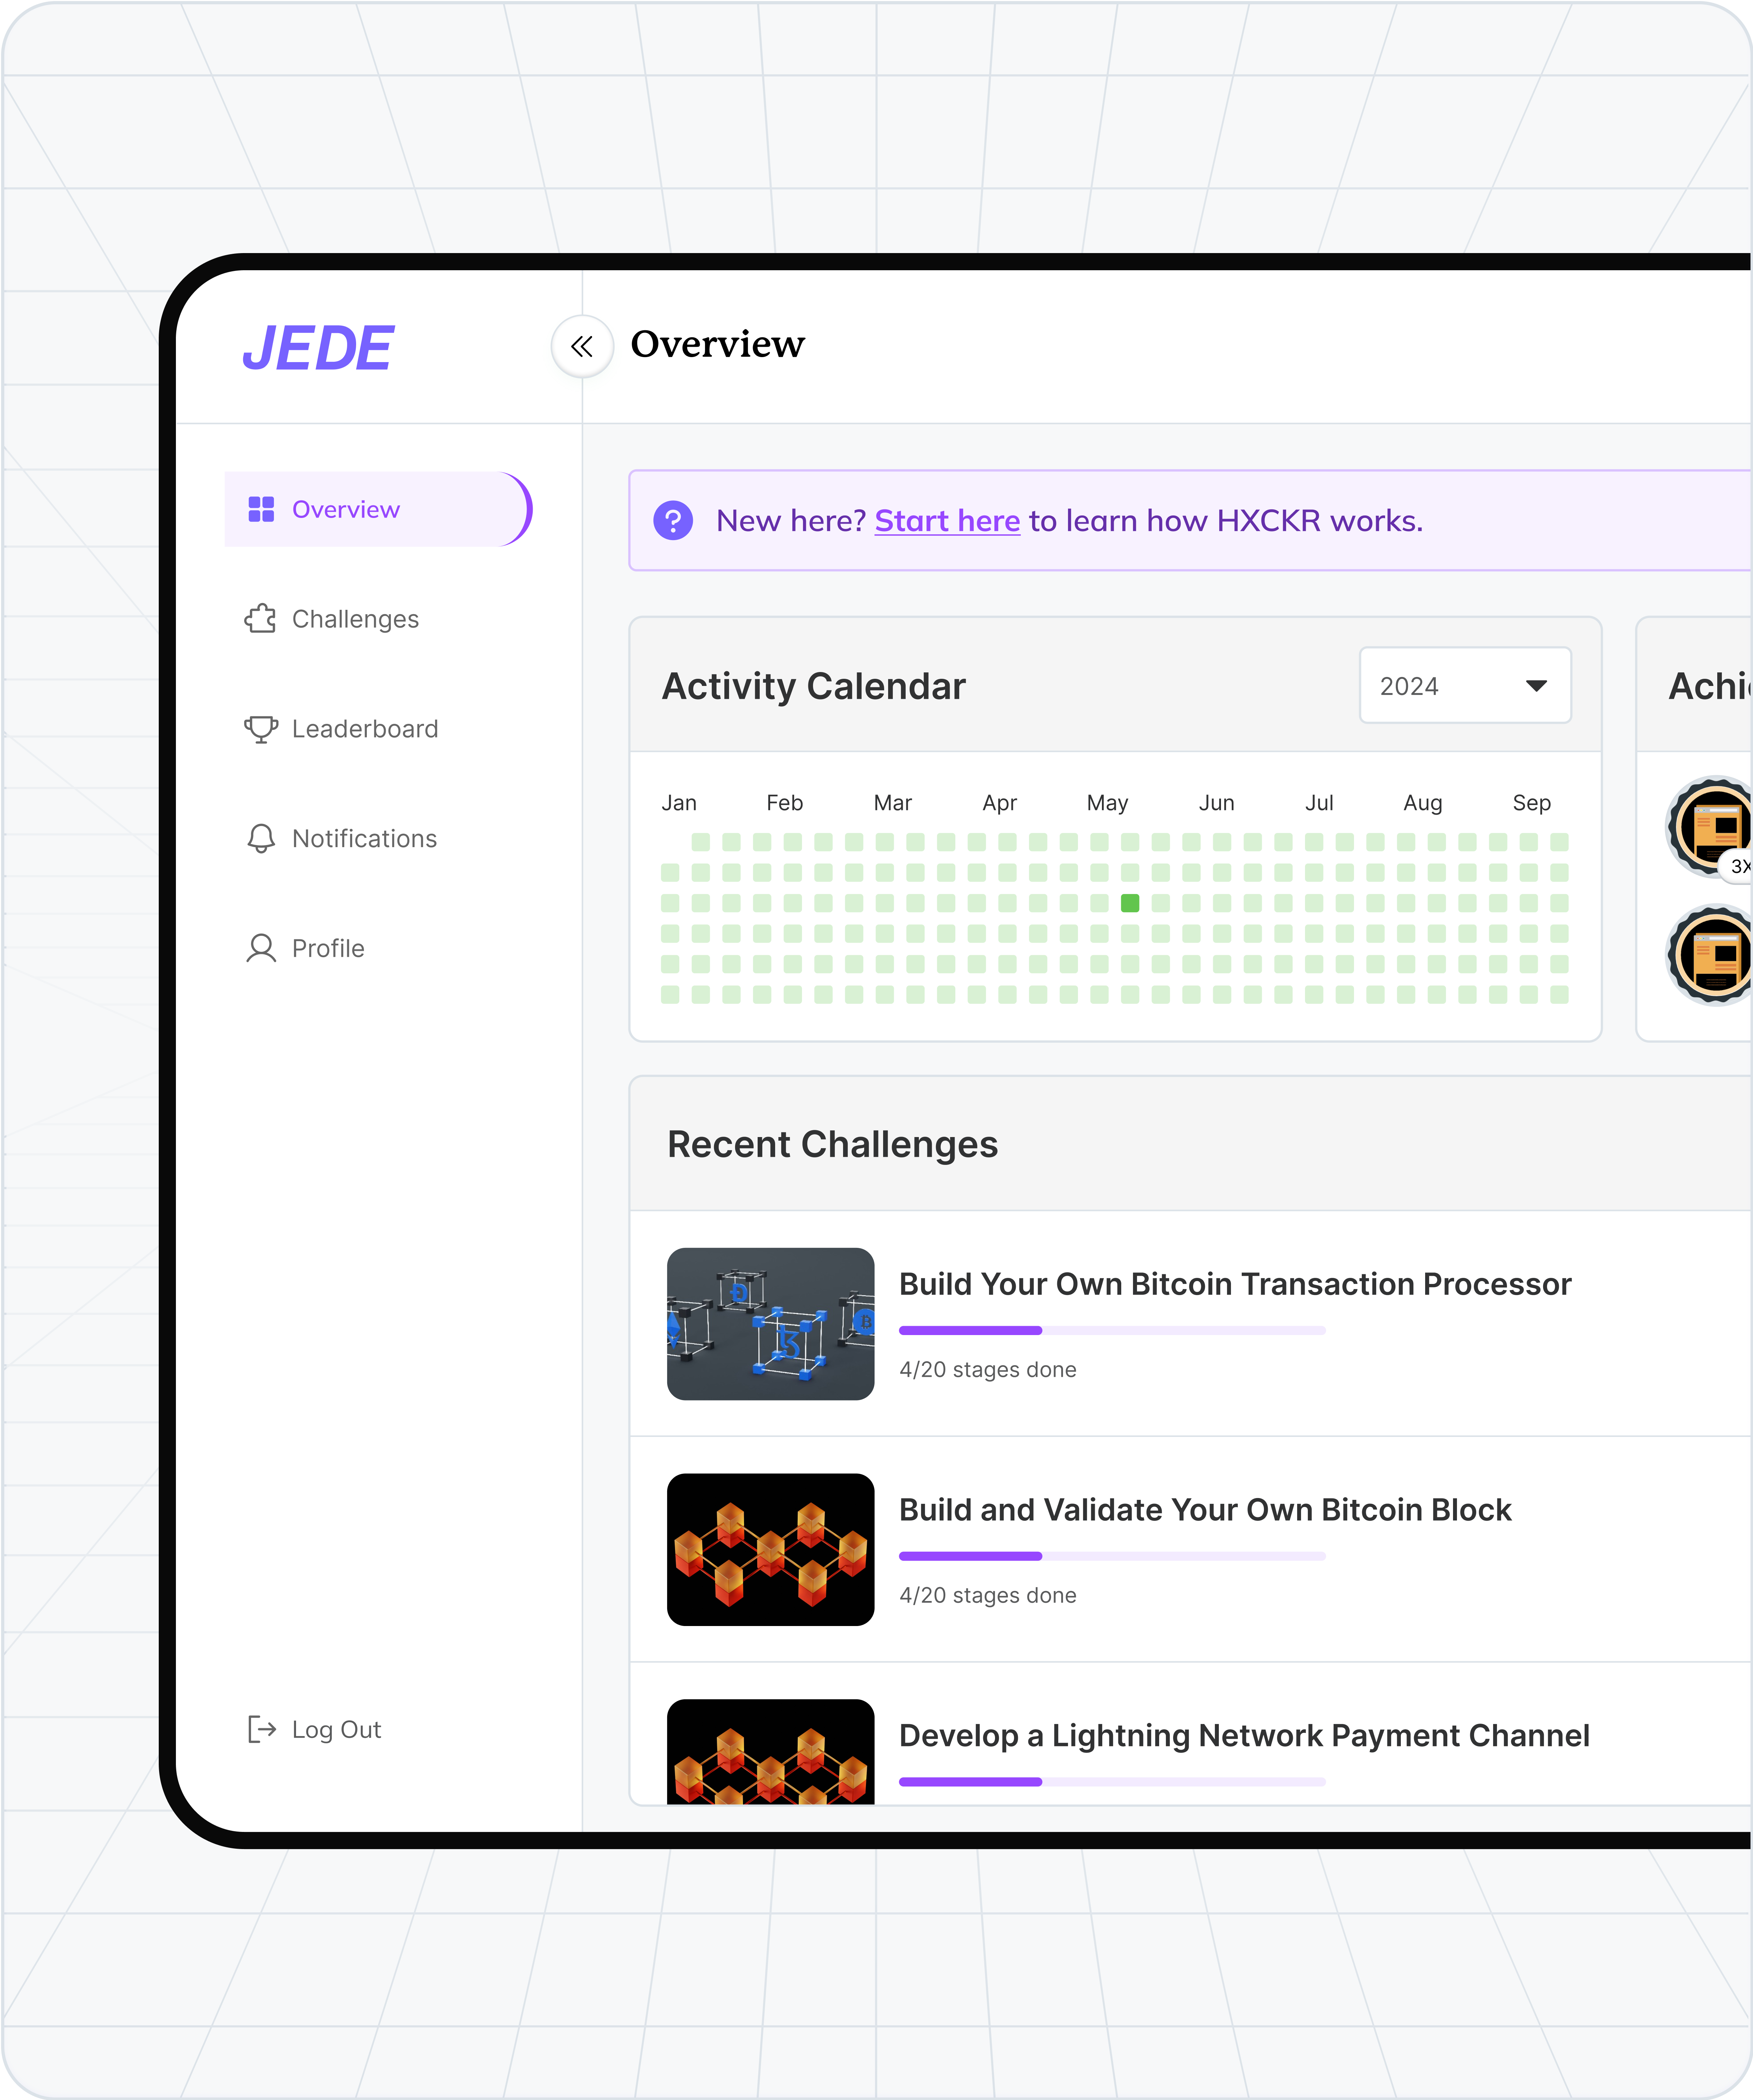 JEDE
Overview
Overview
Challenges
Leaderboard
Notifications
Profile
Log Out
New here? Start here to learn how HXCKR works.
Activity Calendar
2024
Jan Feb Mar Apr May Jun Jul Aug Sep
Achi
3X
Recent Challenges
Build Your Own Bitcoin Transaction Processor
4/20 stages done
Build and Validate Your Own Bitcoin Block
4/20 stages done
Develop a Lightning Network Payment Channel